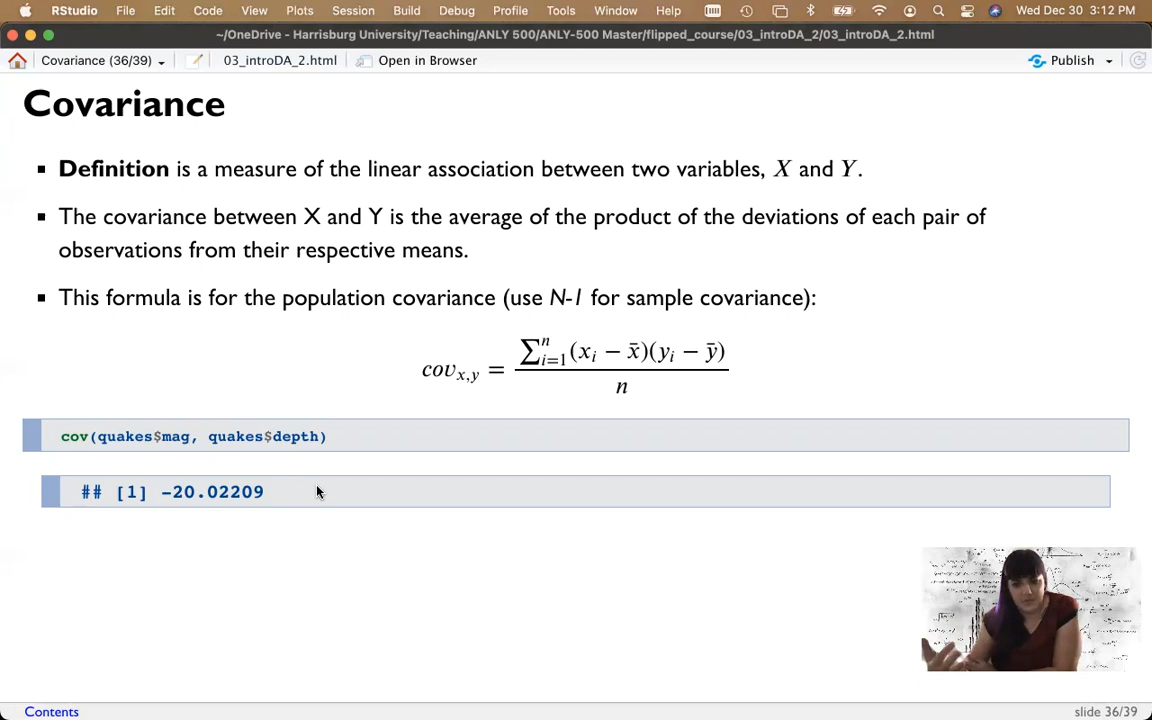 RStudio File Edit Code View Plots Session Build Debug Profile Tools Window Help Wed Dec 30 3:12 PM
~/OneDrive - Harrisburg University/Teaching/ANLY 500/ANLY-500 Master/flipped_course/03_introDA_2/03_introDA_2.html
Covariance (36/39) 03_introDA_2.html Open in Browser Publish
Covariance
▪ Definition is a measure of the linear association between two variables, X and Y.
▪ The covariance between X and Y is the average of the product of the deviations of each pair of
observations from their respective means.
▪ This formula is for the population covariance (use N-1 for sample covariance):
cov_{x,y} = \frac{\sum_{i=1}^{n}(x_i − x̄)(y_i − ȳ)}{n}
cov(quakes$mag, quakes$depth)
## [1] -20.02209
Contents slide 36/39